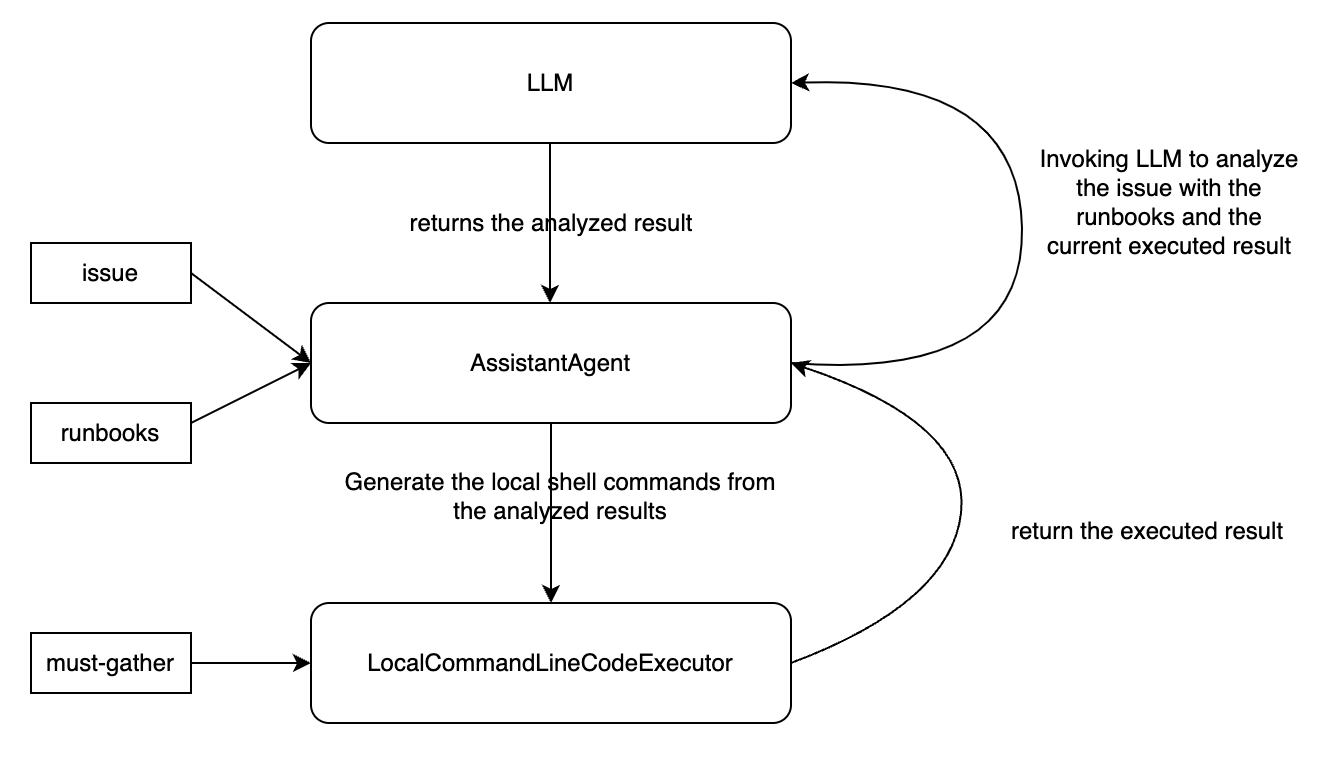 LLM
Invoking LLM to analyze
the issue with the
runbooks and the
current executed result
returns the analyzed result
issue
AssistantAgent
runbooks
Generate the local shell commands from
the analyzed results
return the executed result
must-gather
LocalCommandLineCodeExecutor